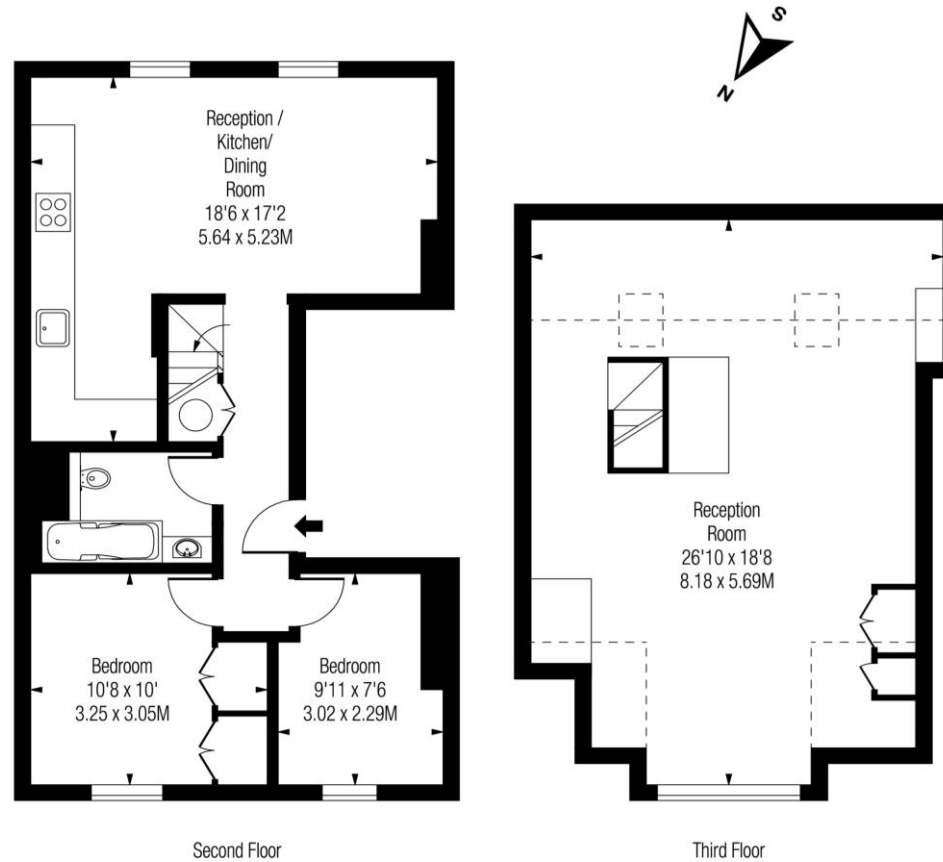 S
N
Reception /
Kitchen/
Dining
Room
18'6 x 17'2
5.64 x 5.23M
Bedroom
10'8 x 10'
3.25 x 3.05M
Bedroom
9'11 x 7'6
3.02 x 2.29M
Second Floor
Reception
Room
26'10 x 18'8
8.18 x 5.69M
Third Floor